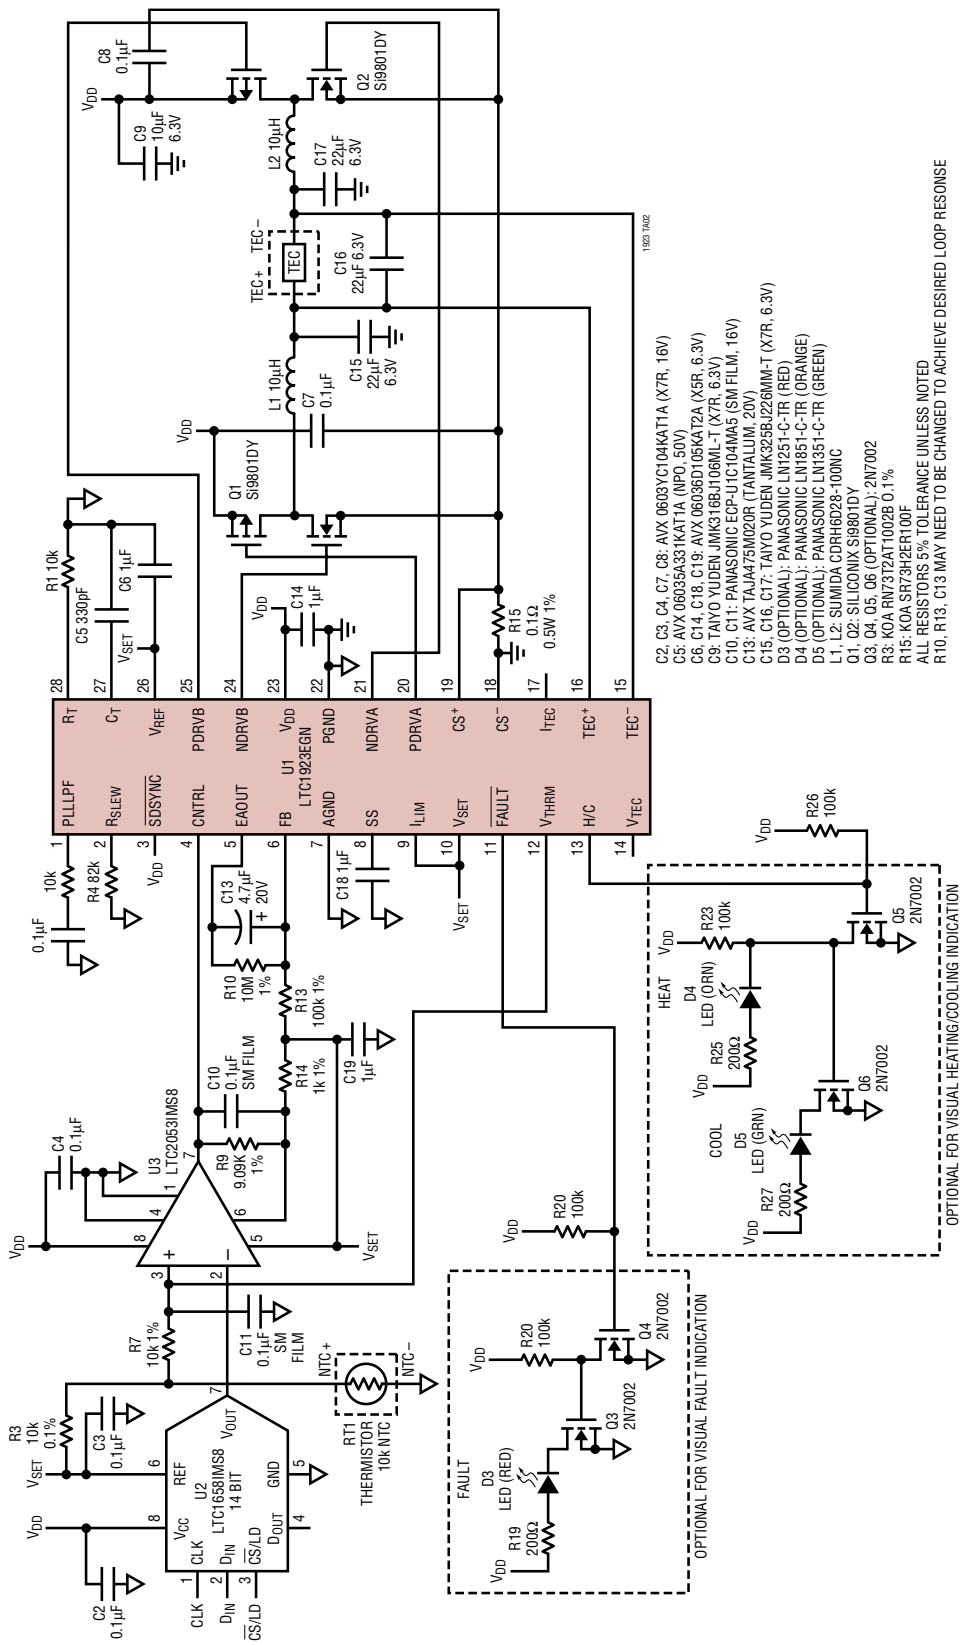 VDD
C2
0.1µF
VDD
VSET
R3
10k
0.1%
C3
0.1µF
8
6
VCC
REF
1
2
3
CLK
DIN
CS/LD
CLK
DIN
CS/LD
U2
LTC1658IMS8
14 BIT
VOUT
7
GND
5
DOUT
4
R7
10k 1%
C11
0.1µF
SM
FILM
NTC+
NTC–
RT1
THERMISTOR
10k NTC
VDD
C4
0.1µF
U3
LTC2053IMS8
3
+
2
–
8
4
1
7
6
5
VSET
R9
9.09K
1%
C10
0.1µF
SM FILM
R14
1k 1%
C19
1µF
R13
100k 1%
R10
10M
1%
C13
4.7µF
20V
+
0.1µF
10k
R4 82k
VDD
C18 1µF
VSET
1
2
3
4
5
6
7
8
9
10
11
12
13
14
PLLLPF
RSLEW
SDSYNC
CNTRL
EAOUT
FB
AGND
SS
ILIM
VSET
FAULT
VTHRM
H/C
VTEC
U1
LTC1923EGN
RT
CT
VREF
PDRVB
NDRVB
VDD
PGND
NDRVA
PDRVA
CS+
CS–
ITEC
TEC+
TEC–
28
27
26
25
24
23
22
21
20
19
18
17
16
15
R1 10k
C5 330pF
C6 1µF
VSET
VDD
C14
1µF
R15
0.1Ω
0.5W 1%
Q1
Si9801DY
VDD
C7
0.1µF
L1 10µH
C15
22µF
6.3V
TEC+
TEC–
TEC
C16
22µF 6.3V
C17
22µF
6.3V
L2 10µH
VDD
C9
10µF
6.3V
C8
0.1µF
Q2
Si9801DY
1923 TA02
VDD
R20
100k
FAULT
VDD
R19
200Ω
D3
LED (RED)
VDD
R20
100k
Q3
2N7002
Q4
2N7002
OPTIONAL FOR VISUAL FAULT INDICATION
VDD
R26
100k
HEAT
VDD
R25
200Ω
D4
LED (ORN)
VDD
R23
100k
Q5
2N7002
COOL
VDD
R27
200Ω
D5
LED (GRN)
Q6
2N7002
OPTIONAL FOR VISUAL HEATING/COOLING INDICATION
C2, C3, C4, C7, C8: AVX 0603YC104KAT1A (X7R, 16V)
C5: AVX 06035A331KAT1A (NPO, 50V)
C6, C14, C18, C19: AVX 06036D105KAT2A (X5R, 6.3V)
C9: TAIYO YUDEN JMK316BJ106ML-T (X7R, 6.3V)
C10, C11: PANASONIC ECP-U1C104MA5 (SM FILM, 16V)
C13: AVX TAJA475M020R (TANTALUM, 20V)
C15, C16, C17: TAIYO YUDEN JMK325BJ226MM-T (X7R, 6.3V)
D3 (OPTIONAL): PANASONIC LN1251-C-TR (RED)
D4 (OPTIONAL): PANASONIC LN1851-C-TR (ORANGE)
D5 (OPTIONAL): PANASONIC LN1351-C-TR (GREEN)
L1, L2: SUMIDA CDRH6D28-100NC
Q1, Q2: SILICONIX Si9801DY
Q3, Q4, Q5, Q6 (OPTIONAL): 2N7002
R3: KOA RN73T2AT1002B 0.1%
R15: KOA SR73H2ER100F
ALL RESISTORS 5% TOLERANCE UNLESS NOTED
R10, R13, C13 MAY NEED TO BE CHANGED TO ACHIEVE DESIRED LOOP RESONSE